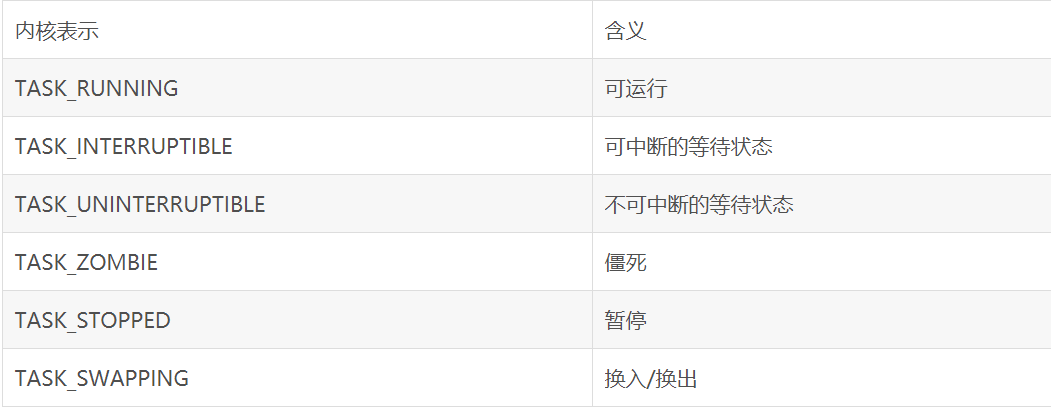 内核表示 含义
TASK_RUNNING 可运行
TASK_INTERRUPTIBLE 可中断的等待状态
TASK_UNINTERRUPTIBLE 不可中断的等待状态
TASK_ZOMBIE 僵死
TASK_STOPPED 暂停
TASK_SWAPPING 换入/换出